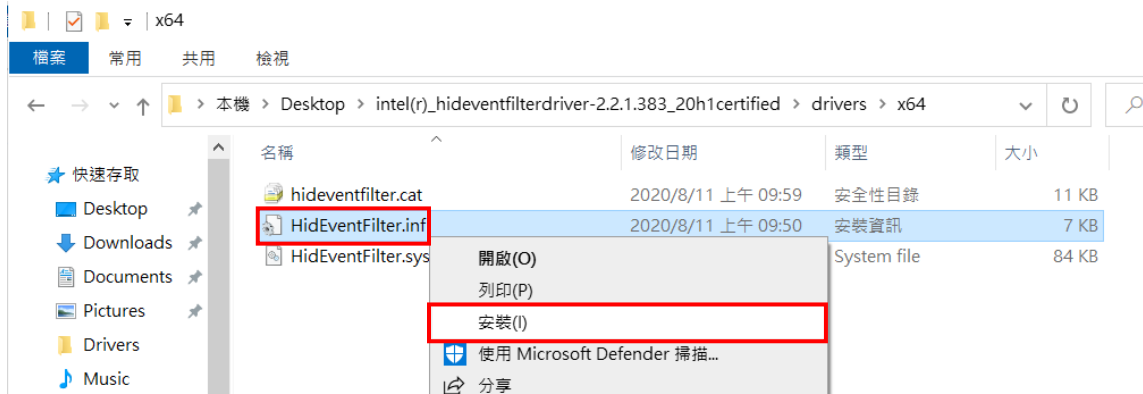 x64
檔案 常用 共用 檢視
本機 > Desktop > intel(r)_hideventfilterdriver-2.2.1.383_20h1certified > drivers > x64
名稱 修改日期 類型 大小
快速存取
Desktop
Downloads
Documents
Pictures
Drivers
Music
hideventfilter.cat 2020/8/11 上午 09:59 安全性目錄 11 KB
HidEventFilter.inf 2020/8/11 上午 09:50 安裝資訊 7 KB
HidEventFilter.sys System file 84 KB
開啟(O)
列印(P)
安裝(I)
使用 Microsoft Defender 掃描...
分享